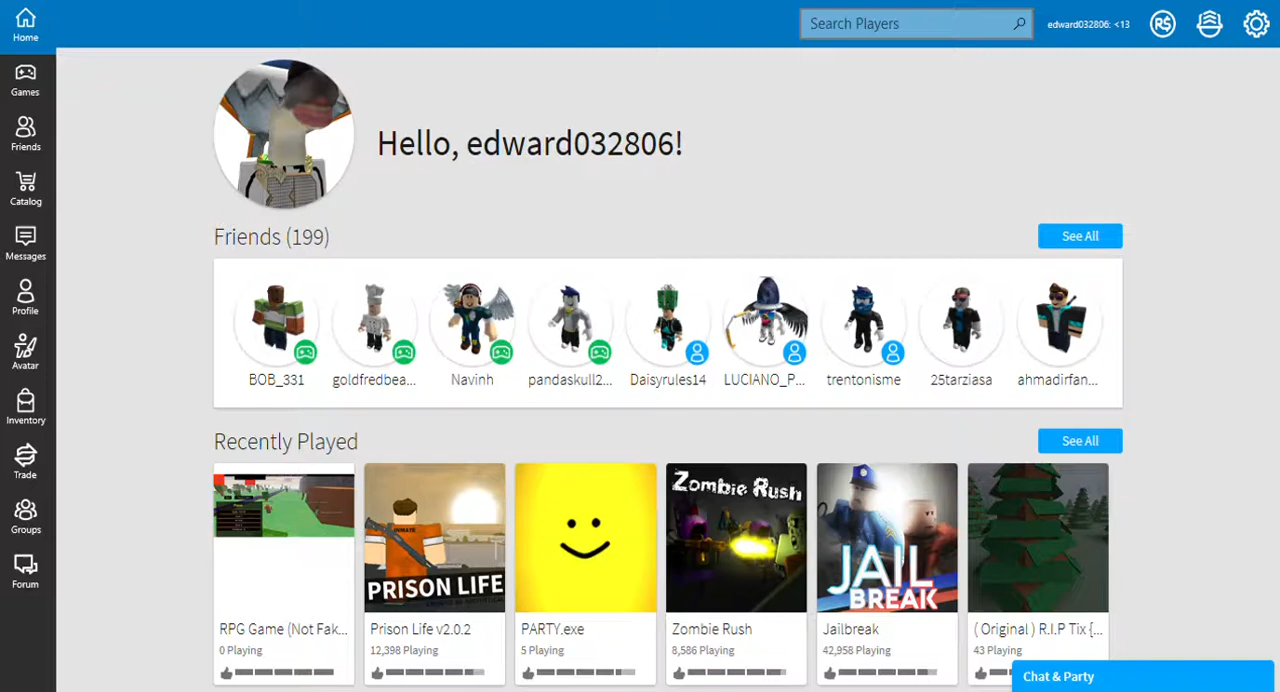 Home
Search Players
edward032806: <13
R$
Games
Friends
Catalog
Messages
Profile
Avatar
Inventory
Trade
Groups
Forum
Hello, edward032806!
Friends (199)
See All
BOB_331
goldfredbea...
Navinh
pandaskull2...
Daisyrules14
LUCIANO_P...
trentonisme
25tarziasa
ahmadirfan...
Recently Played
See All
INMATE
PRISON LIFE
Zombie Rush
JAIL
BREAK
RPG Game (Not Fak...
0 Playing
Prison Life v2.0.2
12,398 Playing
PARTY.exe
5 Playing
Zombie Rush
8,586 Playing
Jailbreak
42,958 Playing
( Original ) R.I.P Tix {...
43 Playing
Chat & Party